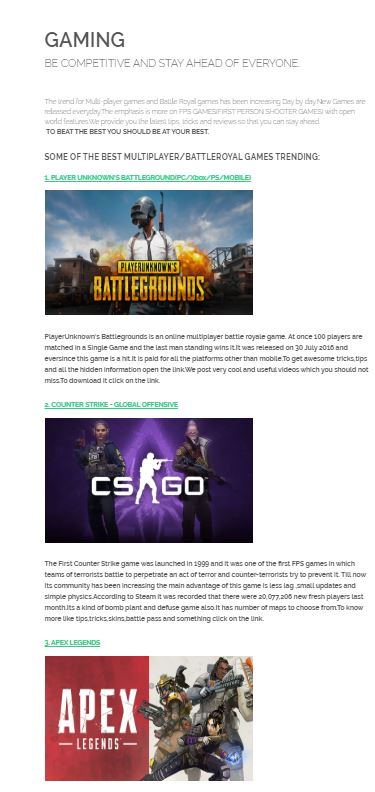 GAMING
BE COMPETITIVE AND STAY AHEAD OF EVERYONE.
The trend for Multi-player games and Battle Royal games has been increasing Day by day.New Games are
released everyday.The emphasis is more on FPS GAMES(FIRST PERSON SHOOTER GAMES) with open
world features.We provide you the latest tips, tricks and reviews so that you can stay ahead.
TO BEAT THE BEST YOU SHOULD BE AT YOUR BEST.
SOME OF THE BEST MULTIPLAYER/BATTLEROYAL GAMES TRENDING:
1. PLAYER UNKNOWN'S BATTLEGROUND(PC/Xbox/PS/MOBILE)
PLAYERUNKNOWN'S
BATTLEGROUNDS
PlayerUnknown's Battlegrounds is an online multiplayer battle royale game. At once 100 players are
matched in a Single Game and the last man standing wins it.It was released on 30 July 2016 and
eversince this game is a hit.It is paid for all the platforms other than mobile.To get awesome tricks,tips
and all the hidden information open the link.We post very cool and useful videos which you should not
miss.To download it click on the link.
2. COUNTER STRIKE - GLOBAL OFFENSIVE
CS GO
The First Counter Strike game was launched in 1999 and it was one of the first FPS games in which
teams of terrorists battle to perpetrate an act of terror and counter-terrorists try to prevent it. Till now
its community has been increasing the main advantage of this game is less lag ,small updates and
simple physics.According to Steam it was recorded that there were 20,077,206 new fresh players last
month.Its a kind of bomb plant and defuse game also.It has number of maps to choose from.To know
more like tips,tricks,skins,battle pass and something click on the link.
3. APEX LEGENDS
APEX
LEGENDS